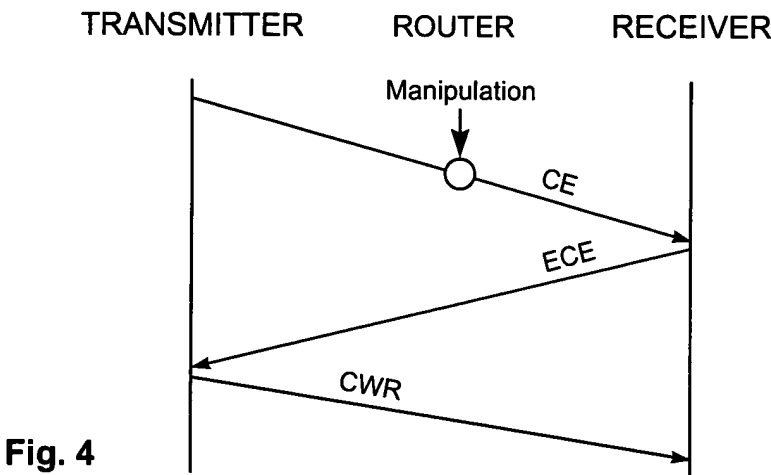 TRANSMITTER ROUTER RECEIVER
Manipulation
CE
ECE
CWR
Fig. 4